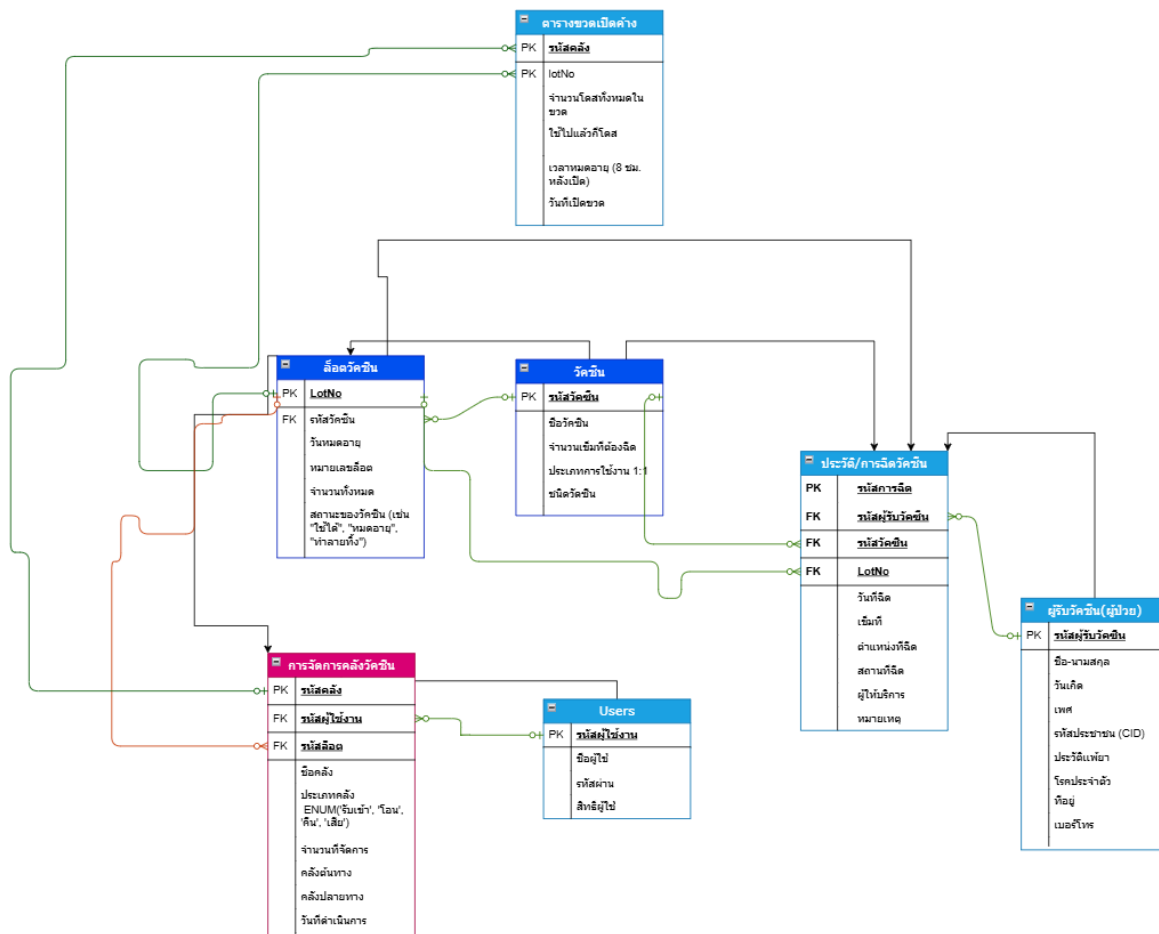 ตารางขวดเปิดค้าง
PK รหัสคลัง
PK lotNo
จำนวนโดสทั้งหมดใน
ขวด
ใช้ไปแล้วกี่โดส
เวลาหมดอายุ (8 ชม.
หลังเปิด)
วันที่เปิดขวด
ล็อตวัคซีน
PK LotNo
FK รหัสวัคซีน
วันหมดอายุ
หมายเลขล็อต
จำนวนทั้งหมด
สถานะของวัคซีน (เช่น
"ใช้ได้", "หมดอายุ",
"ทำลายทิ้ง")
วัคซีน
PK รหัสวัคซีน
ชื่อวัคซีน
จำนวนเข็มที่ต้องฉีด
ประเภทการใช้งาน 1:1
ชนิดวัคซีน
ประวัติ/การฉีดวัคซีน
PK รหัสการฉีด
FK รหัสผู้รับวัคซีน
FK รหัสวัคซีน
FK LotNo
วันที่ฉีด
เข็มที่
ตำแหน่งที่ฉีด
สถานที่ฉีด
ผู้ให้บริการ
หมายเหตุ
ผู้รับวัคซีน(ผู้ป่วย)
PK รหัสผู้รับวัคซีน
ชื่อ-นามสกุล
วันเกิด
เพศ
รหัสประชาชน (CID)
ประวัติแพ้ยา
โรคประจำตัว
ที่อยู่
เบอร์โทร
การจัดการคลังวัคซีน
PK รหัสคลัง
FK รหัสผู้ใช้งาน
FK รหัสล็อต
ชื่อคลัง
ประเภทคลัง
ENUM('รับเข้า', 'โอน',
'คืน', 'เสีย')
จำนวนที่จัดการ
คลังต้นทาง
คลังปลายทาง
วันที่ดำเนินการ
Users
PK รหัสผู้ใช้งาน
ชื่อผู้ใช้
รหัสผ่าน
สิทธิผู้ใช้